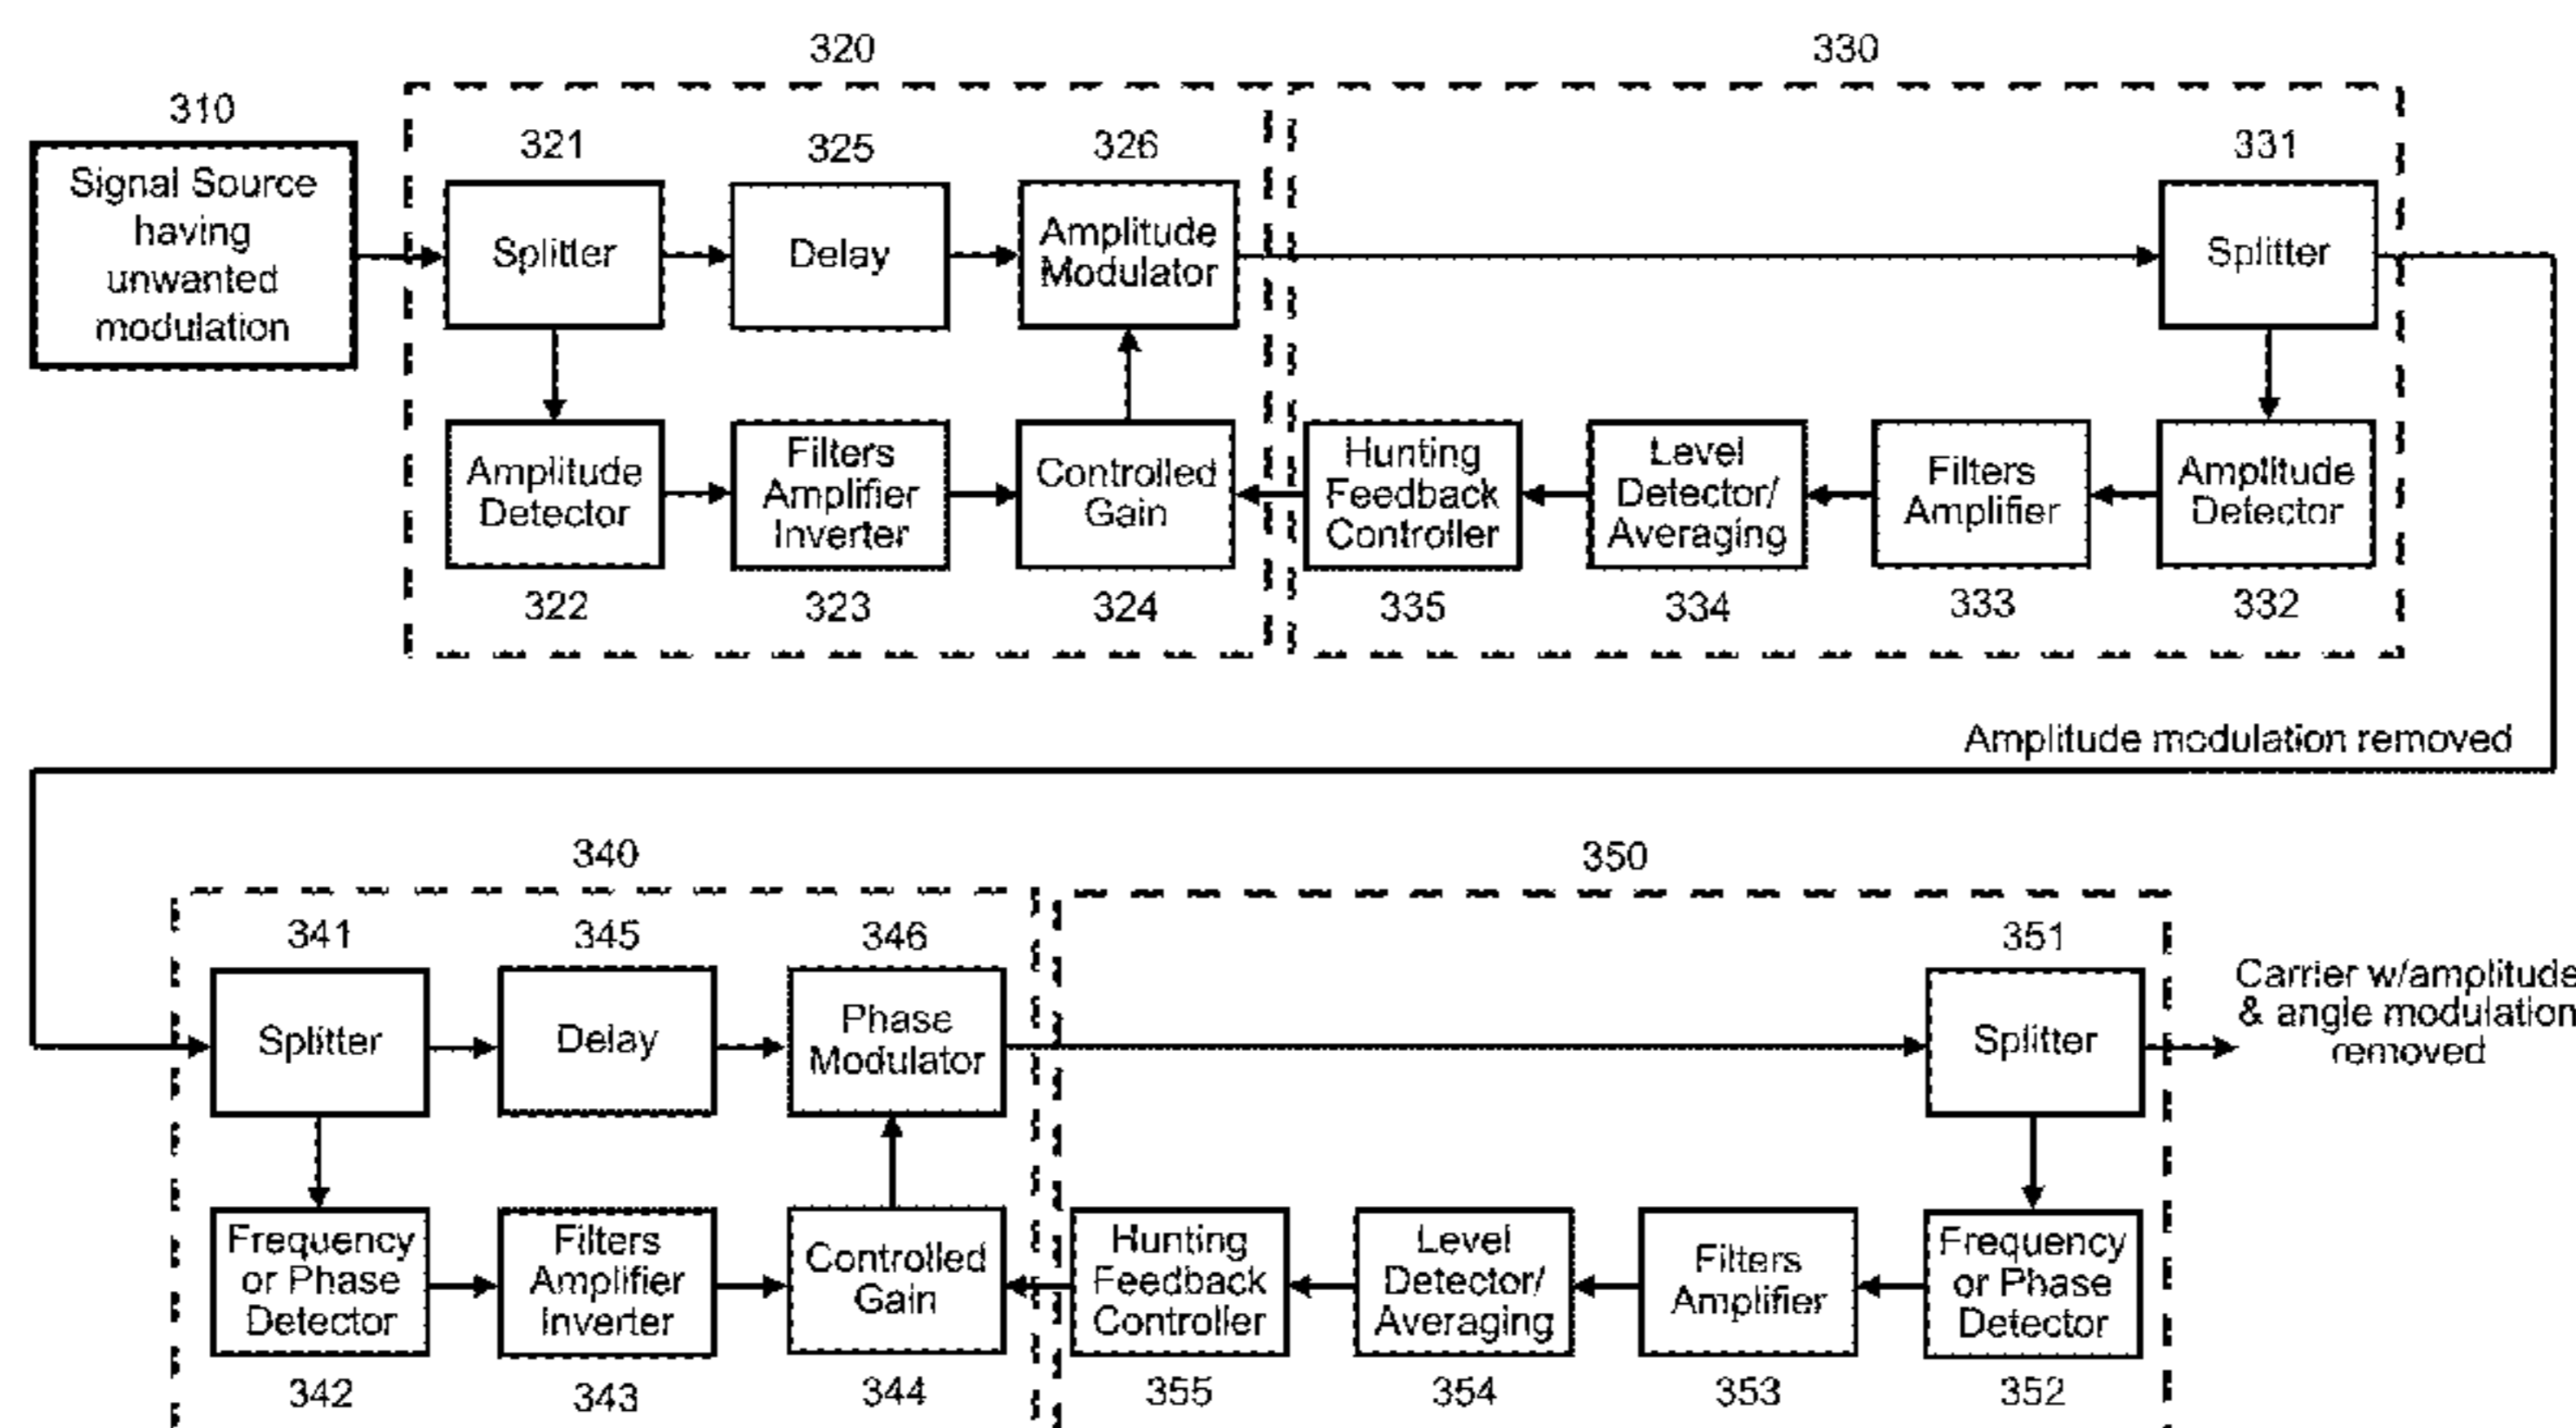 320
330
310
321
325
326
331
Signal Source
having
unwanted
modulation
Splitter
Delay
Amplitude
Modulator
Splitter
Amplitude
Detector
Filters
Amplifier
Inverter
Controlled
Gain
Hunting
Feedback
Controller
Level
Detector/
Averaging
Filters
Amplifier
Amplitude
Detector
322
323
324
335
334
333
332
Amplitude modulation removed
340
350
341
345
346
351
Splitter
Delay
Phase
Modulator
Splitter
Carrier w/amplitude
& angle modulation
removed
Frequency
or Phase
Detector
Filters
Amplifier
Inverter
Controlled
Gain
Hunting
Feedback
Controller
Level
Detector/
Averaging
Filters
Amplifier
Frequency
or Phase
Detector
342
343
344
355
354
353
352